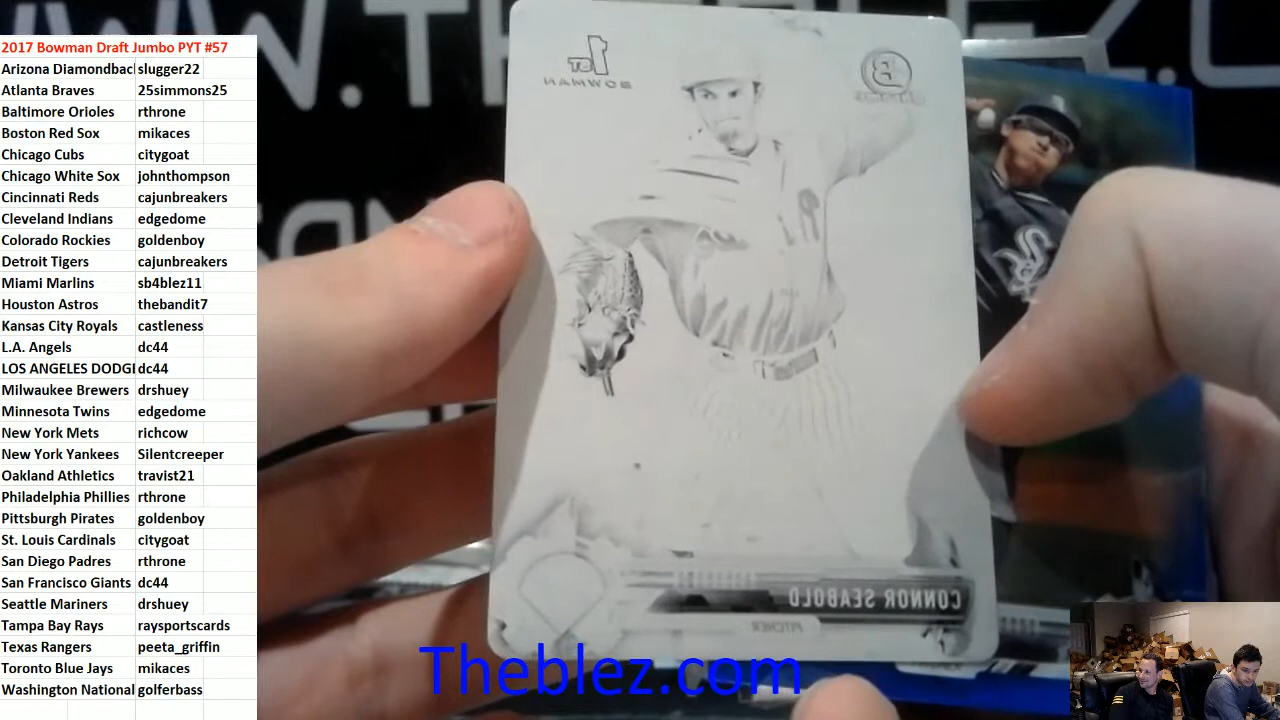 2017 Bowman Draft Jumbo PYT #57
Arizona Diamondbac slugger22
Atlanta Braves 25simmons25
Baltimore Orioles rthrone
Boston Red Sox mikaces
Chicago Cubs citygoat
Chicago White Sox johnthompson
Cincinnati Reds cajunbreakers
Cleveland Indians edgedome
Colorado Rockies goldenboy
Detroit Tigers cajunbreakers
Miami Marlins sb4blez11
Houston Astros thebandit7
Kansas City Royals castleness
L.A. Angels dc44
LOS ANGELES DODG dc44
Milwaukee Brewers drshuey
Minnesota Twins edgedome
New York Mets richcow
New York Yankees Silentcreeper
Oakland Athletics travist21
Philadelphia Phillies rthrone
Pittsburgh Pirates goldenboy
St. Louis Cardinals citygoat
San Diego Padres rthrone
San Francisco Giants dc44
Seattle Mariners drshuey
Tampa Bay Rays raysportscards
Texas Rangers peeta_griffin
Toronto Blue Jays mikaces
Washington National golferbass
1ST
BOWMAN
B
CONNOR SEABOLD
PITCHER
Sox
Theblez.com